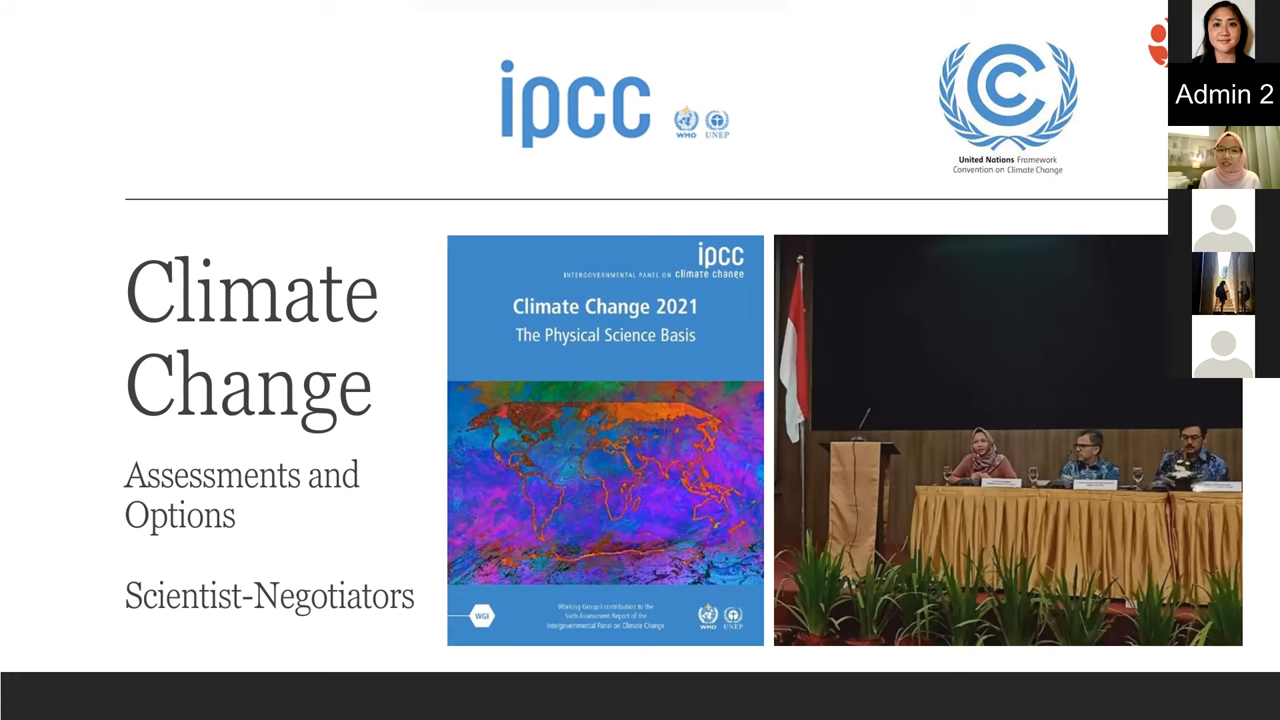 ipcc
WMO
UNEP
United Nations Framework
Convention on Climate Change
Admin 2
Climate
Change
Assessments and
Options
Scientist-Negotiators
ipcc
INTERGOVERNMENTAL PANEL ON climate change
Climate Change 2021
The Physical Science Basis
WGI
Working Group I contribution to the
Sixth Assessment Report of the
Intergovernmental Panel on Climate Change
WMO
UNEP